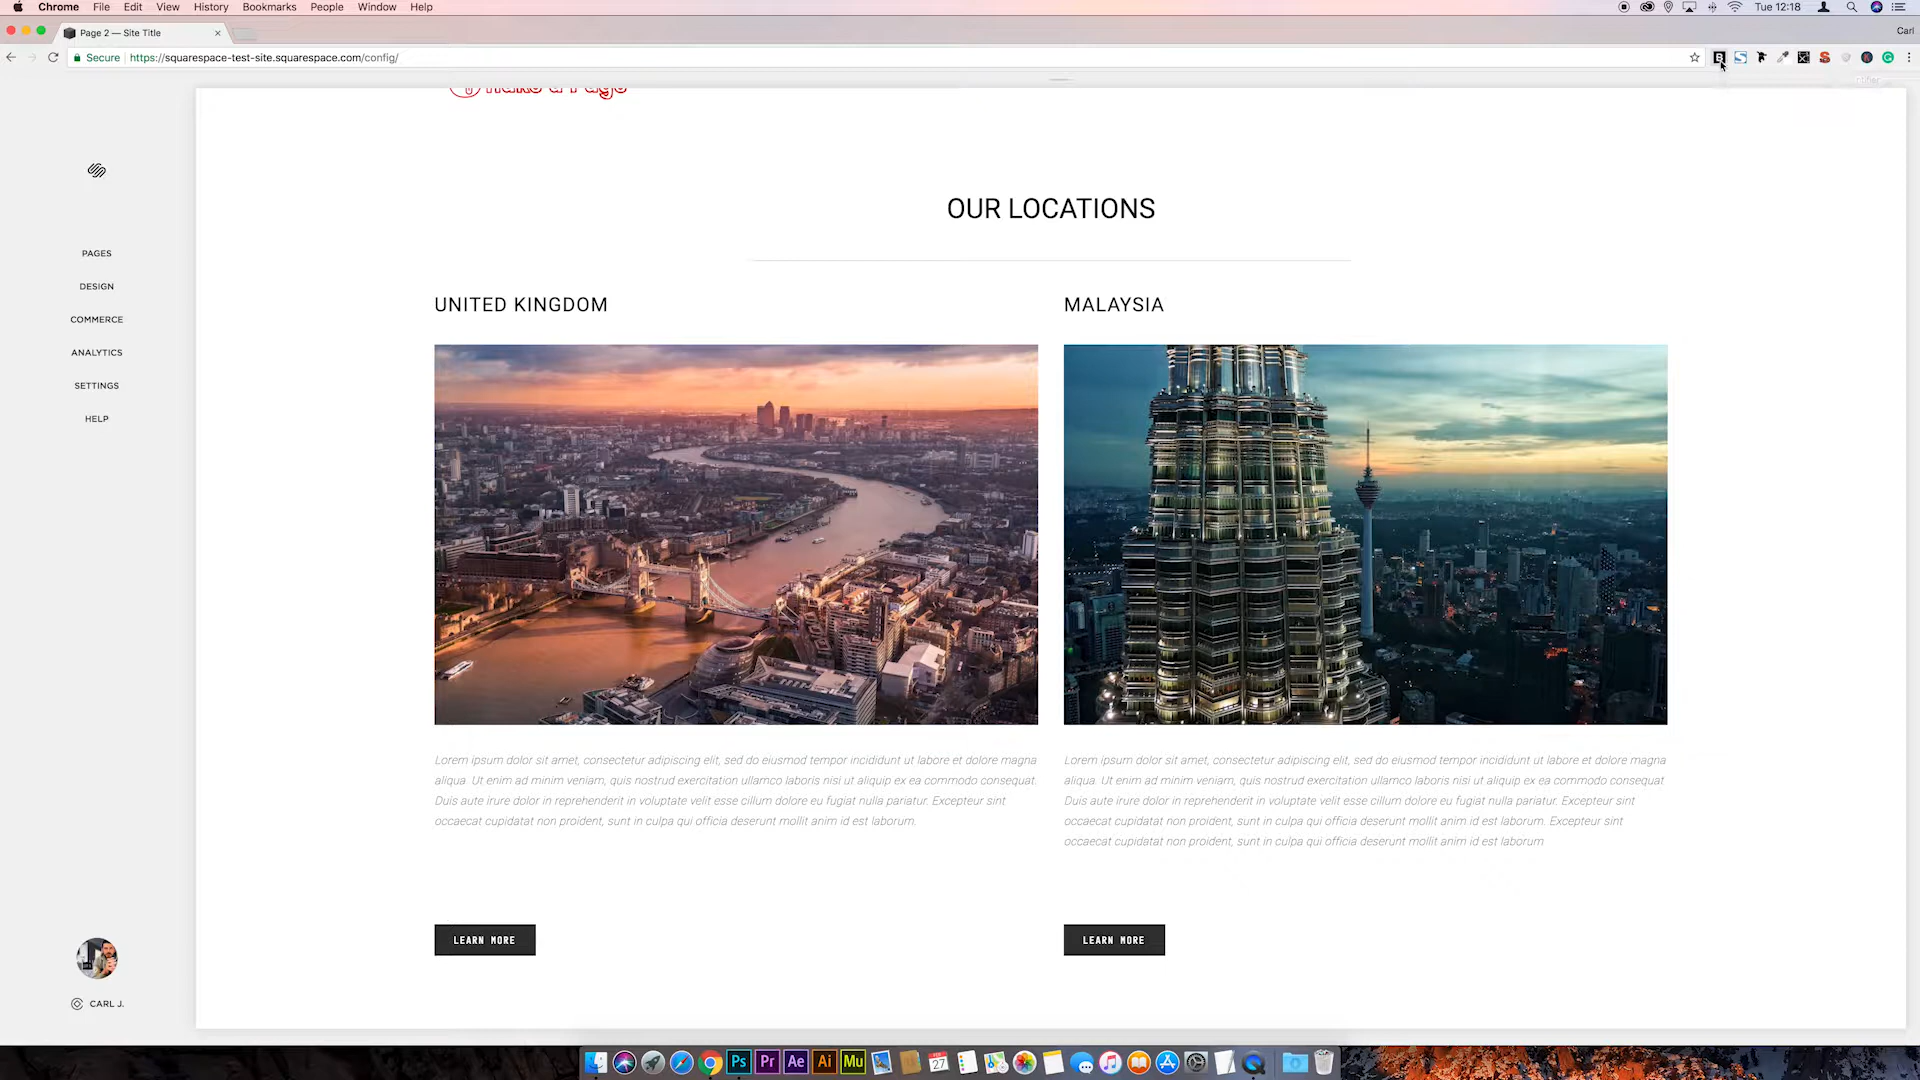 Chrome File Edit View History Bookmarks People Window Help
Tue 12:18
Page 2 — Site Title
Carl
Secure https://squarespace-test-site.squarespace.com/config/
OUR LOCATIONS
PAGES
DESIGN
COMMERCE
ANALYTICS
SETTINGS
HELP
UNITED KINGDOM
Lorem ipsum dolor sit amet, consectetur adipiscing elit, sed do eiusmod tempor incididunt ut labore et dolore magna
aliqua. Ut enim ad minim veniam, quis nostrud exercitation ullamco laboris nisi ut aliquip ex ea commodo consequat.
Duis aute irure dolor in reprehenderit in voluptate velit esse cillum dolore eu fugiat nulla pariatur. Excepteur sint
occaecat cupidatat non proident, sunt in culpa qui officia deserunt mollit anim id est laborum.
LEARN MORE
MALAYSIA
Lorem ipsum dolor sit amet, consectetur adipiscing elit, sed do eiusmod tempor incididunt ut labore et dolore magna
aliqua. Ut enim ad minim veniam, quis nostrud exercitation ullamco laboris nisi ut aliquip ex ea commodo consequat
Duis aute irure dolor in reprehenderit in voluptate velit esse cillum dolore eu fugiat nulla pariatur. Excepteur sint
occaecat cupidatat non proident, sunt in culpa qui officia deserunt mollit anim id est laborum. Excepteur sint
occaecat cupidatat non proident, sunt in culpa qui officia deserunt mollit anim id est laborum
LEARN MORE
CARL J.
Ps Pr Ae Ai Mu
FEB
27